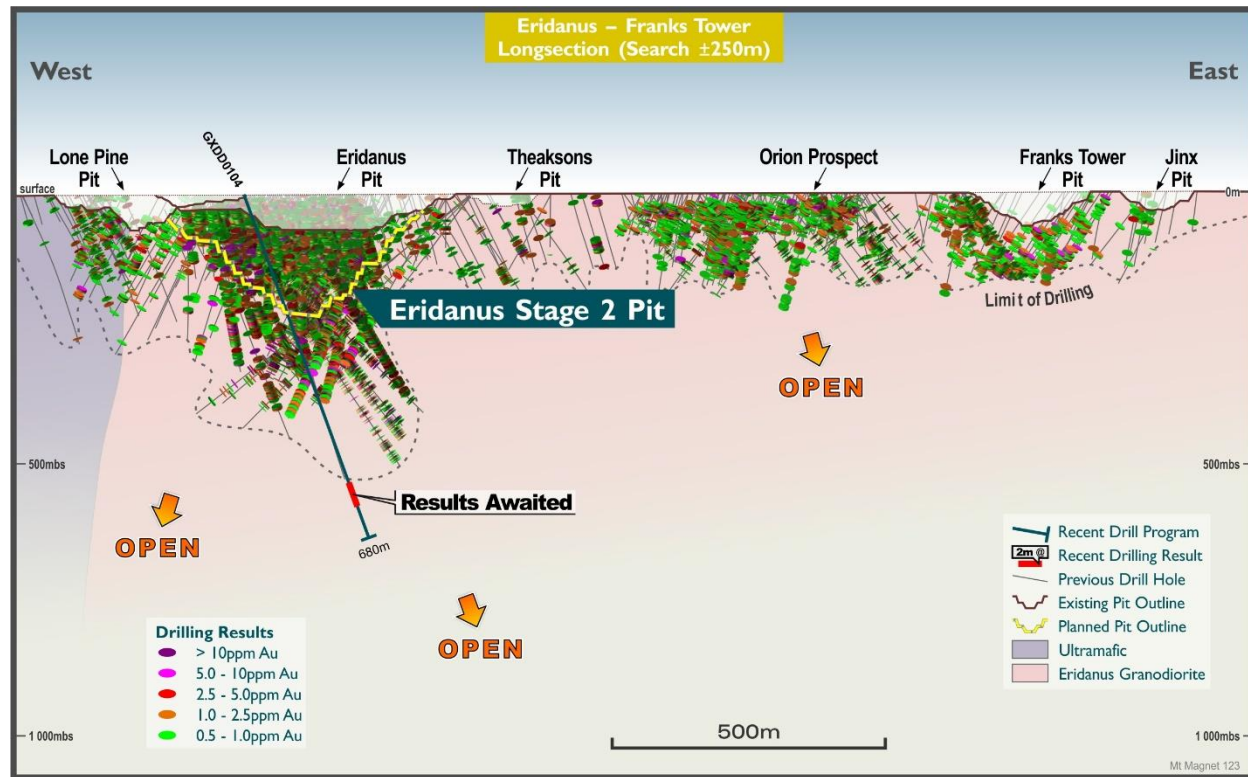 Eridanus – Franks Tower
Longsection (Search ±250m)
West
East
GXDD0104
Lone Pine
Pit
Eridanus
Pit
Theaksons
Pit
Orion Prospect
Franks Tower
Pit
Jinx
Pit
surface
0m
Eridanus Stage 2 Pit
Limit of Drilling
OPEN
500mbs
500mbs
Results Awaited
OPEN
680m
OPEN
Drilling Results
> 10ppm Au
5.0 - 10ppm Au
2.5 - 5.0ppm Au
1.0 - 2.5ppm Au
0.5 - 1.0ppm Au
Recent Drill Program
2m @
Recent Drilling Result
Previous Drill Hole
Existing Pit Outline
Planned Pit Outline
Ultramafic
Eridanus Granodiorite
500m
1 000mbs
1 000mbs
Mt Magnet 123